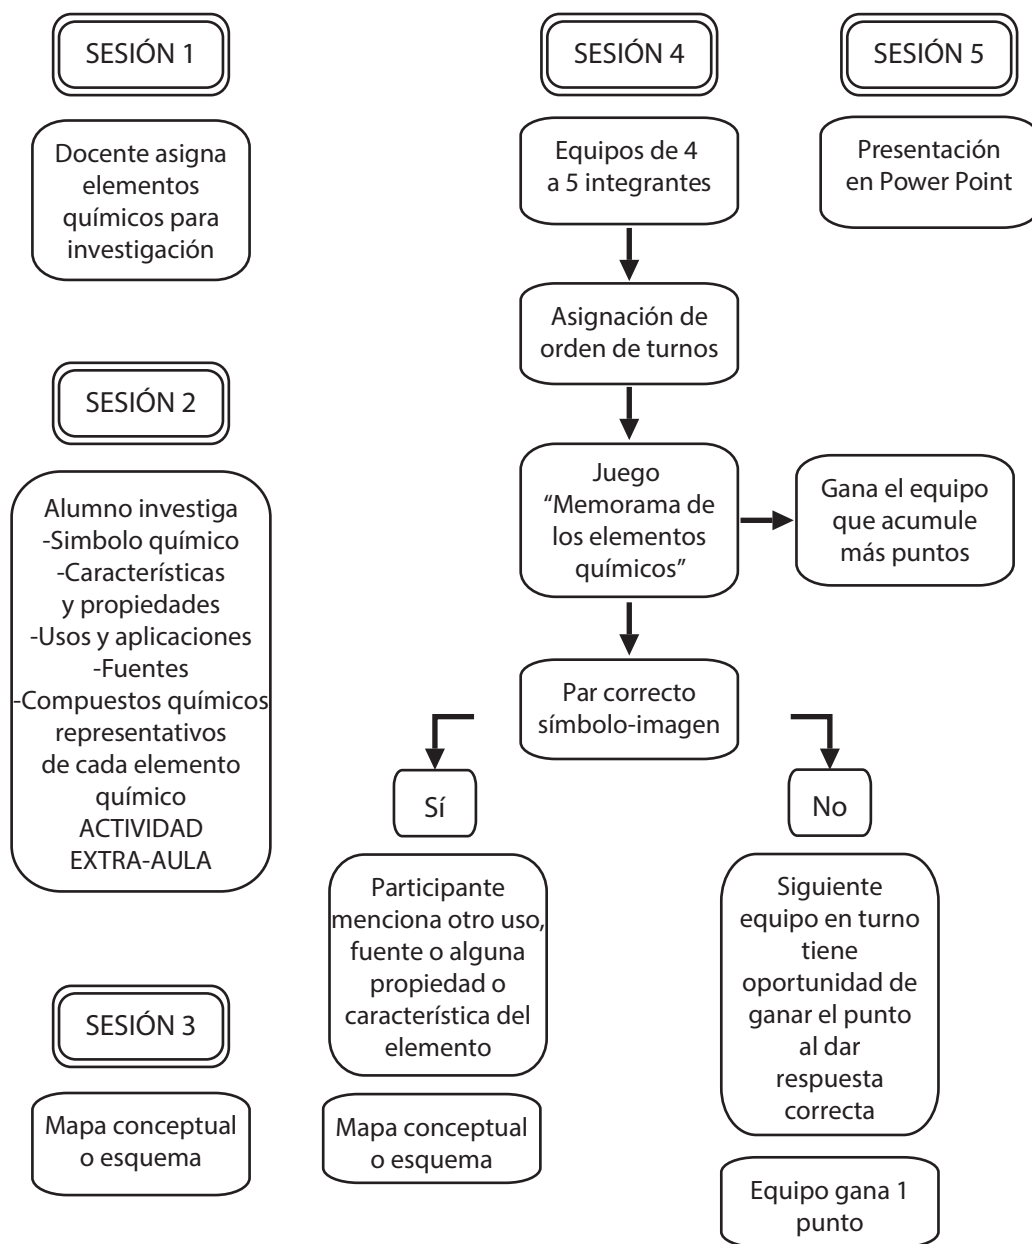 SESIÓN 1
Docente asigna
elementos
químicos para
investigación
SESIÓN 2
Alumno investiga
-Simbolo químico
-Característícas
y propiedades
-Usos y aplicaciones
-Fuentes
-Compuestos químicos
representativos
de cada elemento
químico
ACTIVIDAD
EXTRA-AULA
SESIÓN 3
Mapa conceptual
o esquema
SESIÓN 4
Equipos de 4
a 5 integrantes
Asignación de
orden de turnos
Juego
“Memorama de
los elementos
químicos”
Gana el equipo
que acumule
más puntos
Par correcto
símbolo-imagen
Sí
Participante
menciona otro uso,
fuente o alguna
propiedad o
característica del
elemento
Mapa conceptual
o esquema
No
Siguiente
equipo en turno
tiene
oportunidad de
ganar el punto
al dar
respuesta
correcta
Equipo gana 1
punto
SESIÓN 5
Presentación
en Power Point